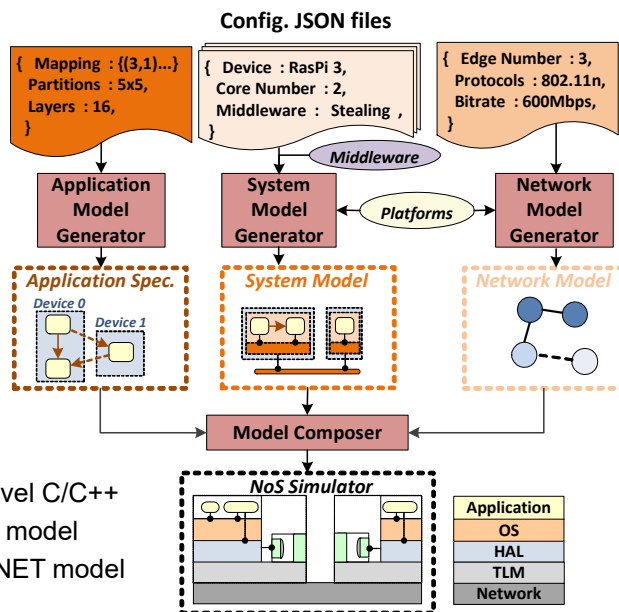 Config. JSON files
{ Mapping : {(3,1)...}
Partitions : 5x5,
Layers : 16,
}
{ Device : RasPi 3,
Core Number : 2,
Middleware : Stealing ,
}
{ Edge Number : 3,
Protocols : 802.11n,
Bitrate : 600Mbps,
}
Middleware
Application
Model
Generator
System
Model
Generator
Platforms
Network
Model
Generator
Application Spec.
Device 0
Device 1
System Model
Network Model
Model Composer
vel C/C++
model
NET model
NoS Simulator
Application
OS
HAL
TLM
Network